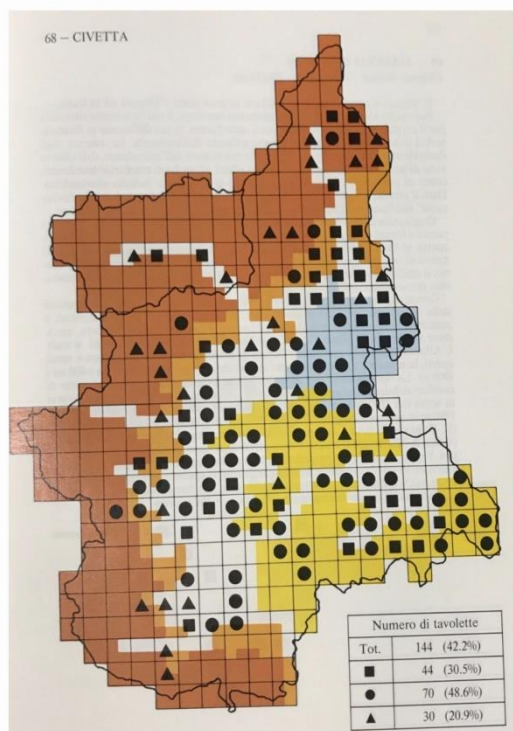 68 – CIVETTA
Numero di tavolette
Tot. 144 (42.2%)
■ 44 (30.5%)
● 70 (48.6%)
▲ 30 (20.9%)